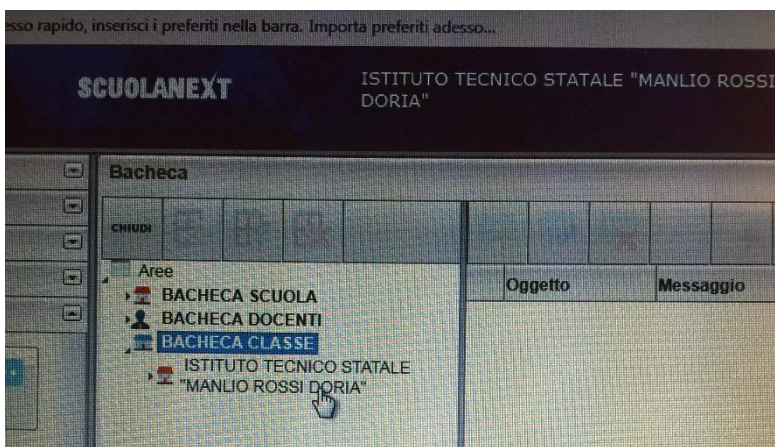 esso rapido, inserisci i preferiti nella barra. Importa preferiti adesso...
SCUOLANEXT
ISTITUTO TECNICO STATALE "MANLIO ROSSI
DORIA"
Bacheca
CHIUDI
Aree
Oggetto
Messaggio
BACHECA SCUOLA
BACHECA DOCENTI
BACHECA CLASSE
ISTITUTO TECNICO STATALE
"MANLIO ROSSI DORIA"